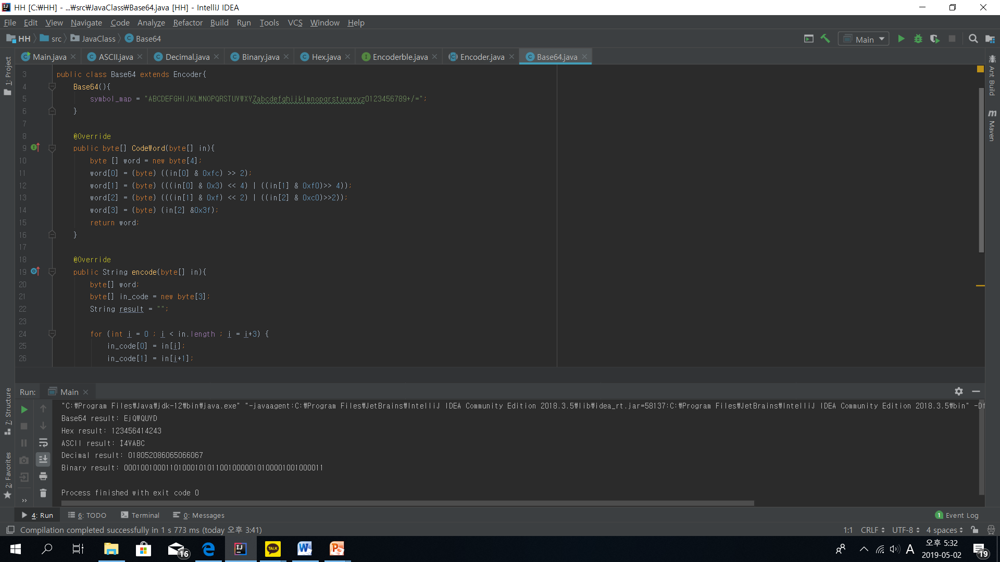 HH [C:₩HH] - ...₩src₩JavaClass₩Base64.java [HH] - IntelliJ IDEA
File Edit View Navigate Code Analyze Refactor Build Run Tools VCS Window Help
HH src JavaClass Base64 Main
Main.java ASCII.java Decimal.java Binary.java Hex.java Encoderble.java Encoder.java Base64.java
1: Project
Ant Build
Maven
3 public class Base64 extends Encoder{
4 Base64(){
5 symbol_map = "ABCDEFGHIJKLMNOPQRSTUVWXYZabcdefghijklmnopqrstuvwxyz0123456789+/=";
6 }
7
8 @Override
9 public byte[] CodeWord(byte[] in){
10 byte [] word = new byte[4];
11 word[0] = (byte) ((in[0] & 0xfc) >> 2);
12 word[1] = (byte) (((in[0] & 0x3) << 4) | ((in[1] & 0xf0)>> 4));
13 word[2] = (byte) (((in[1] & 0xf) << 2) | ((in[2] & 0xc0)>>2));
14 word[3] = (byte) (in[2] &0x3f);
15 return word;
16 }
17
18 @Override
19 public String encode(byte[] in){
20 byte[] word;
21 byte[] in_code = new byte[3];
22 String result = "";
23
24 for (int i = 0 ; i < in.length ; i = i+3) {
25 in_code[0] = in[i];
26 in_code[1] = in[i+1];
7: Structure
2: Favorites
Run: Main
"C:₩Program Files₩Java₩jdk-12₩bin₩java.exe" "-javaagent:C:₩Program Files₩JetBrains₩IntelliJ IDEA Community Edition 2018.3.5₩lib₩idea_rt.jar=58137:C:₩Program Files₩JetBrains₩IntelliJ IDEA Community Edition 2018.3.5₩bin" -Df
Base64 result: EjQWQUYD
Hex result: 123456414243
ASCII result: ↕4VABC
Decimal result: 018052086065066067
Binary result: 000100100011010001010110010000010100001001000011
Process finished with exit code 0
4: Run 6: TODO Terminal 0: Messages 1 Event Log
Compilation completed successfully in 1 s 773 ms (today 오후 3:41) 1:1 CRLF UTF-8 4 spaces
16 TALK A 오후 5:32
2019-05-02 19